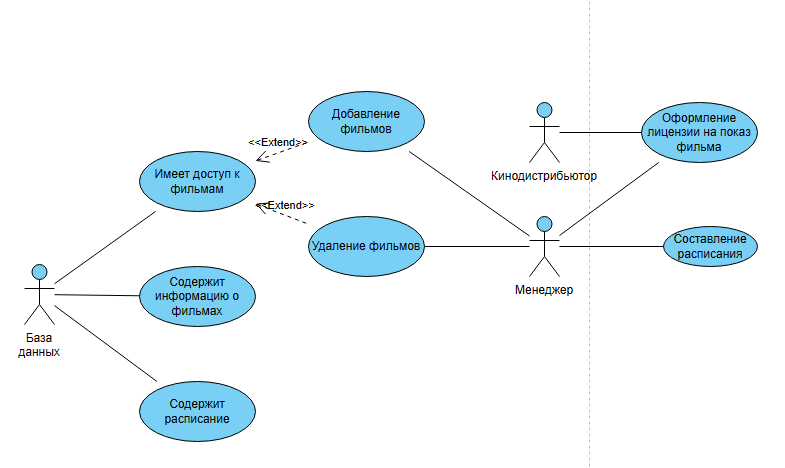 Добавление
фильмов
<<Extend>>
Имеет доступ к
фильмам
<<Extend>>
Удаление фильмов
Кинодистрибьютор
Оформление
лицензии на показ
фильма
Менеджер
Составление
расписания
База
данных
Содержит
информацию о
фильмах
Содержит
расписание